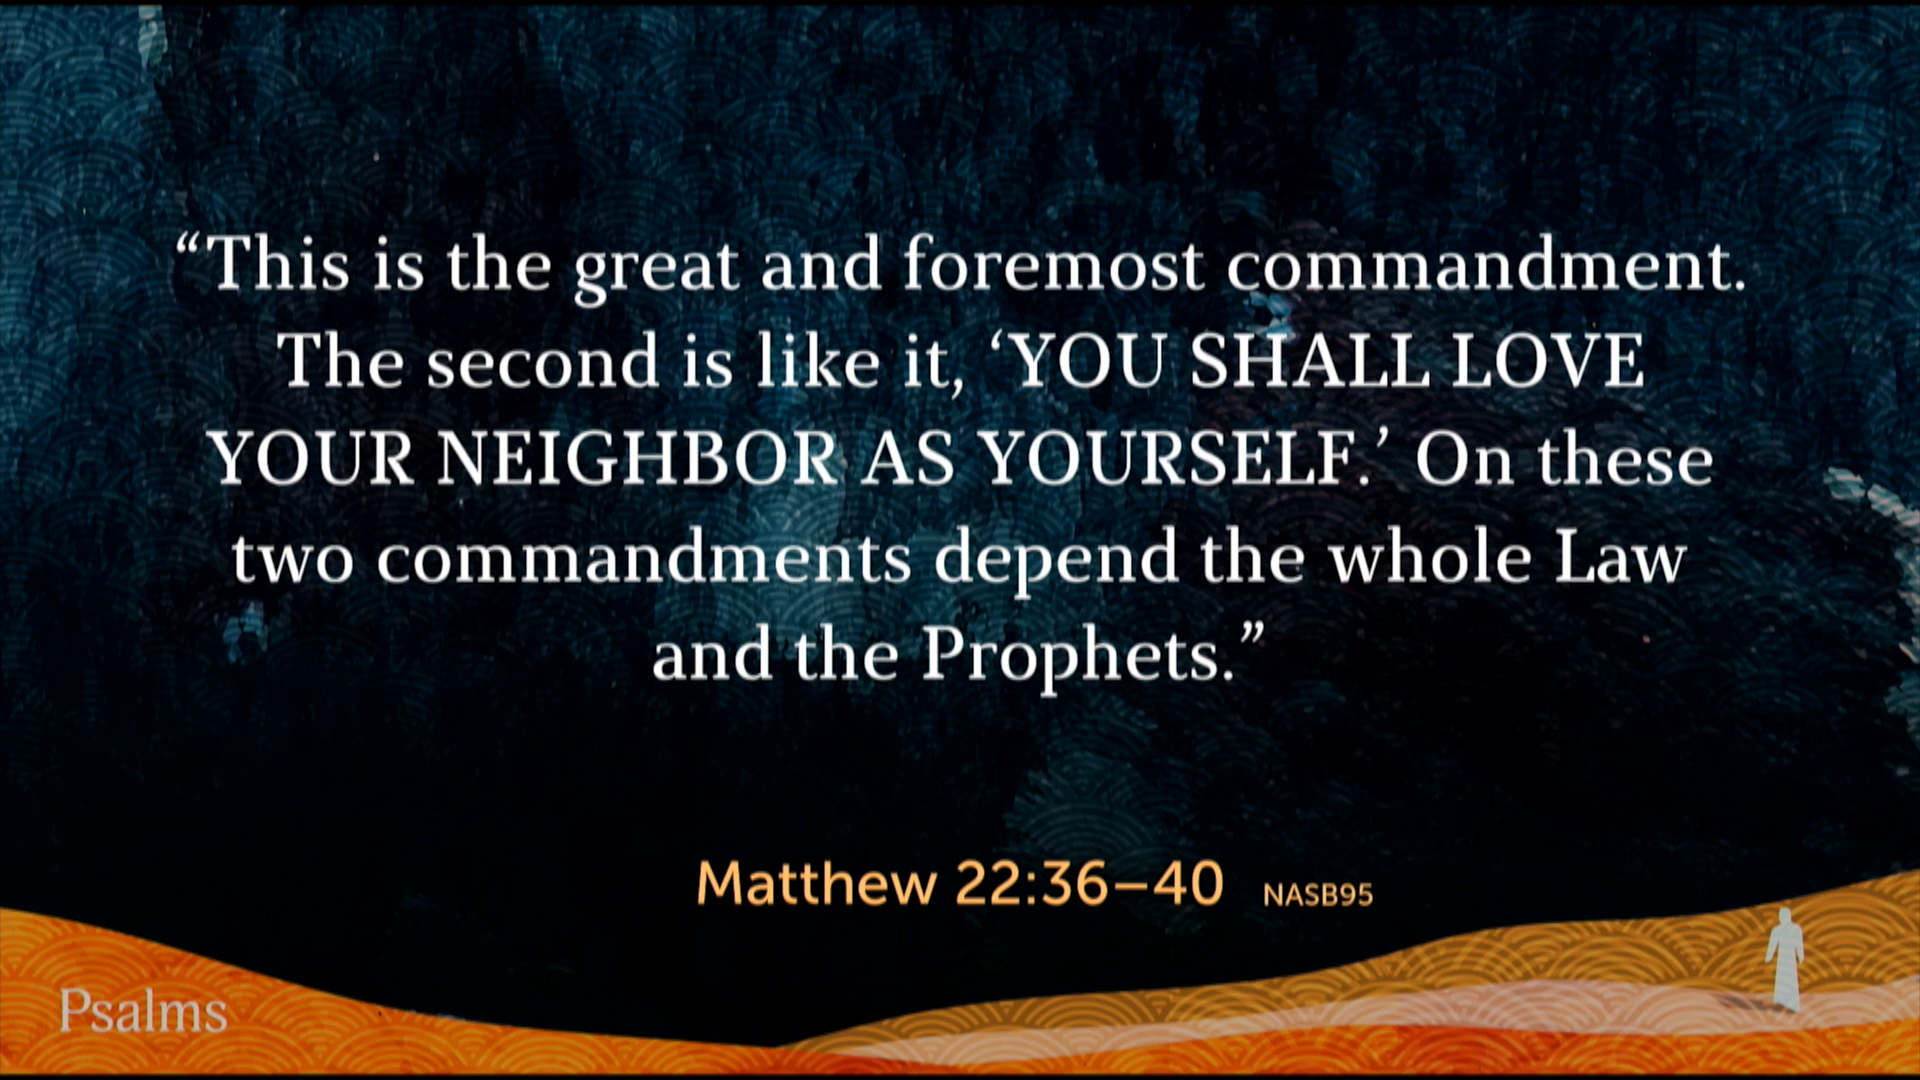 “This is the great and foremost commandment.
The second is like it, ‘YOU SHALL LOVE
YOUR NEIGHBOR AS YOURSELF.’ On these
two commandments depend the whole Law
and the Prophets.”
Matthew 22:36–40 NASB95
Psalms